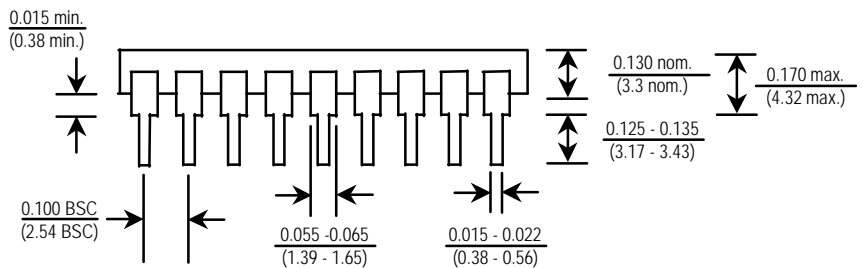 0.015 min.
(0.38 min.)
0.130 nom.
(3.3 nom.)
0.170 max.
(4.32 max.)
0.125 - 0.135
(3.17 - 3.43)
0.100 BSC
(2.54 BSC)
0.055 -0.065
(1.39 - 1.65)
0.015 - 0.022
(0.38 - 0.56)